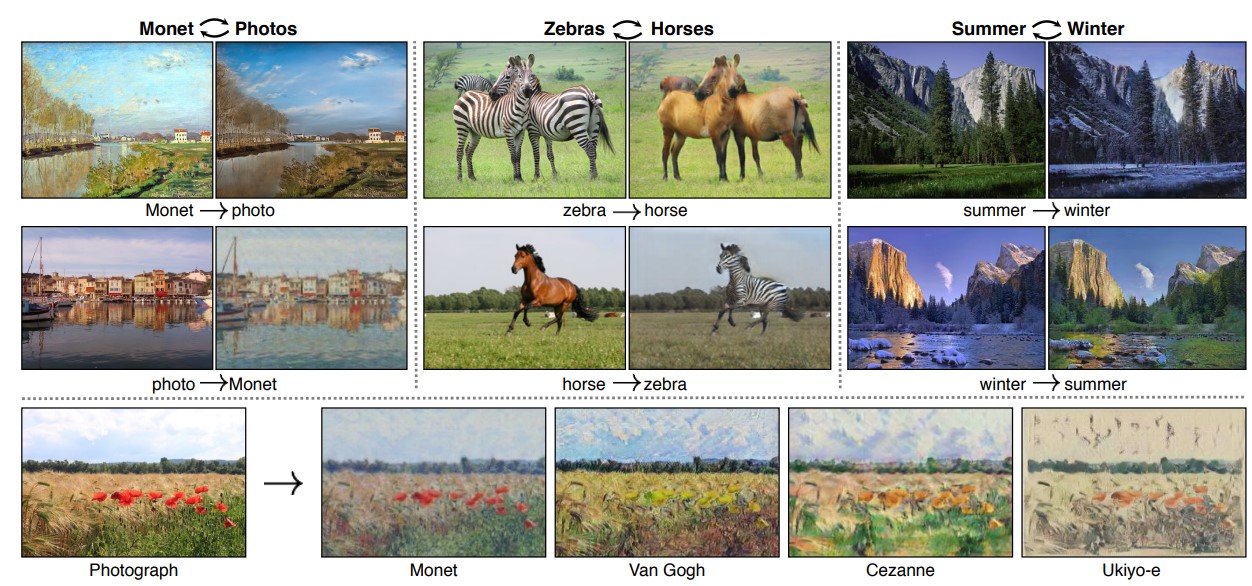 Monet Photos
Zebras Horses
Summer Winter
Monet → photo
zebra → horse
summer → winter
photo → Monet
horse → zebra
winter → summer
Photograph
Monet
Van Gogh
Cezanne
Ukiyo-e